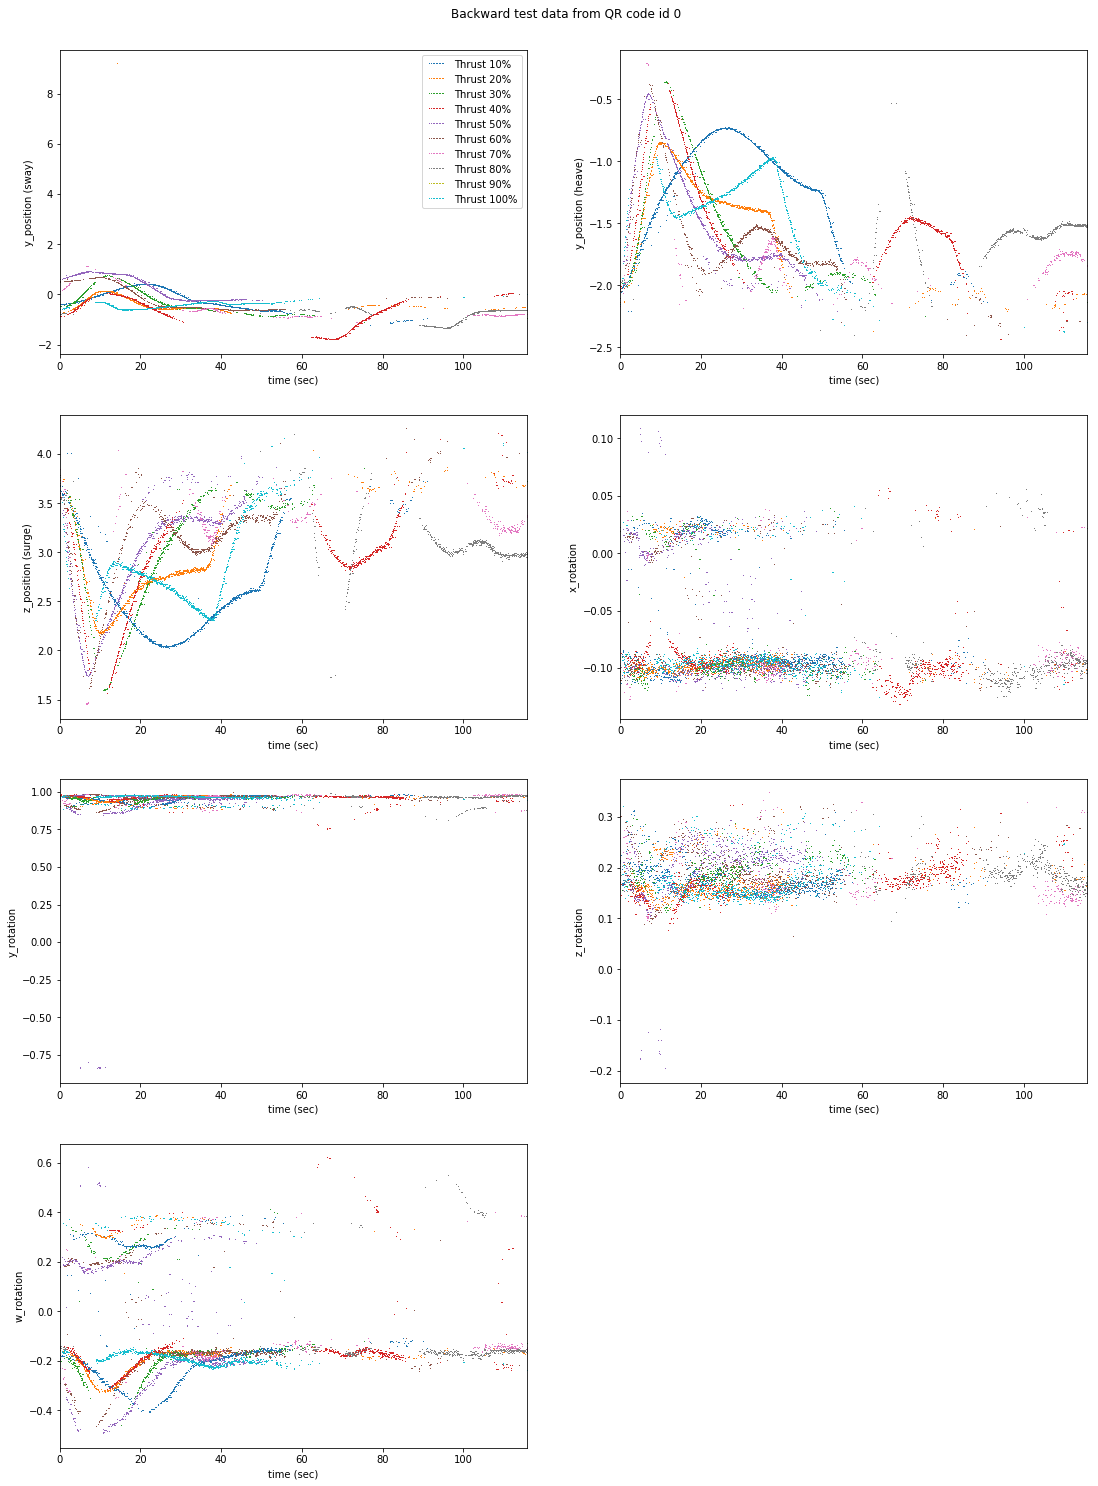 Backward test data from QR code id 0
y_position (sway)
8
6
4
2
0
−2
0 20 40 60 80 100
time (sec)
Thrust 10%
Thrust 20%
Thrust 30%
Thrust 40%
Thrust 50%
Thrust 60%
Thrust 70%
Thrust 80%
Thrust 90%
Thrust 100%
y_position (heave)
−0.5
−1.0
−1.5
−2.0
−2.5
0 20 40 60 80 100
time (sec)
z_position (surge)
4.0
3.5
3.0
2.5
2.0
1.5
0 20 40 60 80 100
time (sec)
x_rotation
0.10
0.05
0.00
−0.05
−0.10
0 20 40 60 80 100
time (sec)
y_rotation
1.00
0.75
0.50
0.25
0.00
−0.25
−0.50
−0.75
0 20 40 60 80 100
time (sec)
z_rotation
0.3
0.2
0.1
0.0
−0.1
−0.2
0 20 40 60 80 100
time (sec)
w_rotation
0.6
0.4
0.2
0.0
−0.2
−0.4
0 20 40 60 80 100
time (sec)